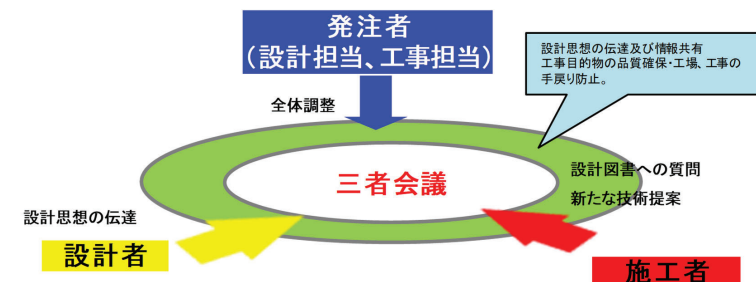 発注者
(設計担当、工事担当)
設計思想の伝達及び情報共有
工事目的物の品質確保・工場、工事の
手戻り防止。
全体調整
三者会議
設計図書への質問
新たな技術提案
設計思想の伝達
設計者
施工者